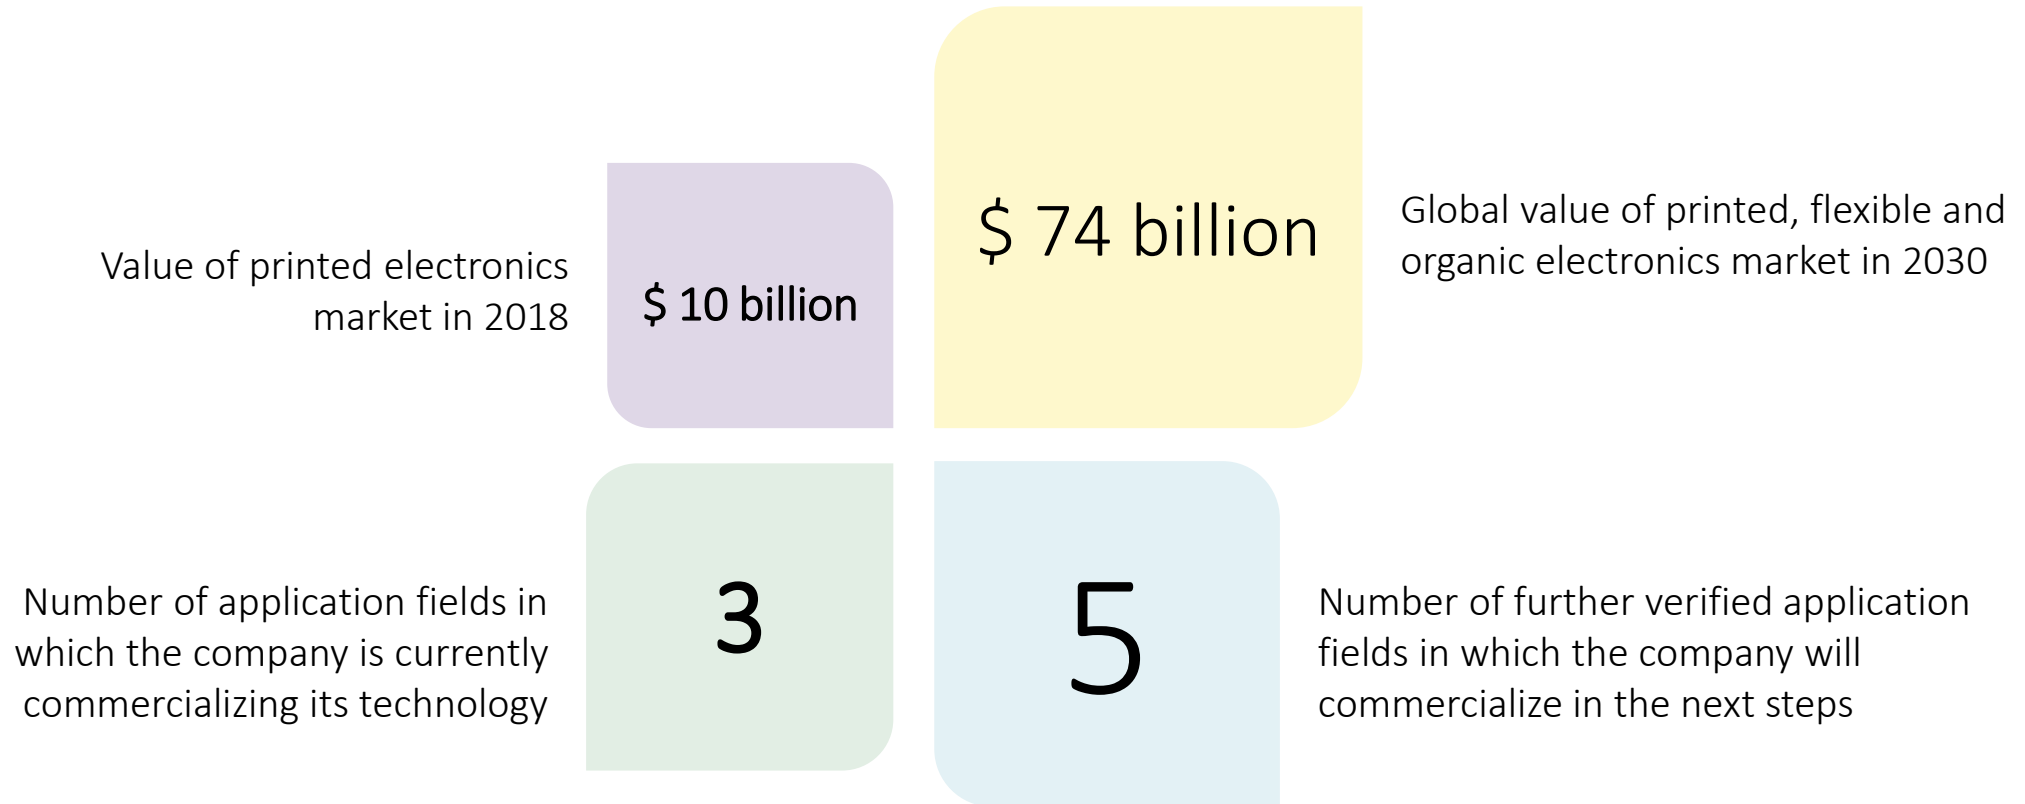 Value of printed electronics
market in 2018
$ 10 billion
$ 74 billion
Global value of printed, flexible and
organic electronics market in 2030
Number of application fields in
which the company is currently
commercializing its technology
3
5
Number of further verified application
fields in which the company will
commercialize in the next steps